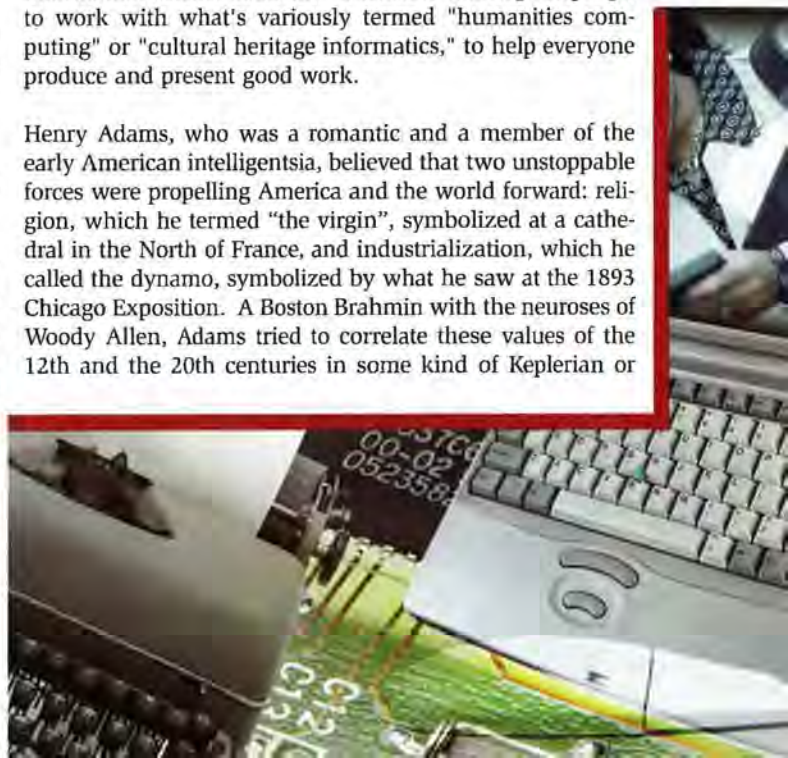 to work with what's variously termed "humanities com-
puting" or "cultural heritage informatics," to help everyone
produce and present good work.
Henry Adams, who was a romantic and a member of the
early American intelligentsia, believed that two unstoppable
forces were propelling America and the world forward: reli-
gion, which he termed “the virgin”, symbolized at a cathe-
dral in the North of France, and industrialization, which he
called the dynamo, symbolized by what he saw at the 1893
Chicago Exposition. A Boston Brahmin with the neuroses of
Woody Allen, Adams tried to correlate these values of the
12th and the 20th centuries in some kind of Keplerian or
00-02
C12
C13